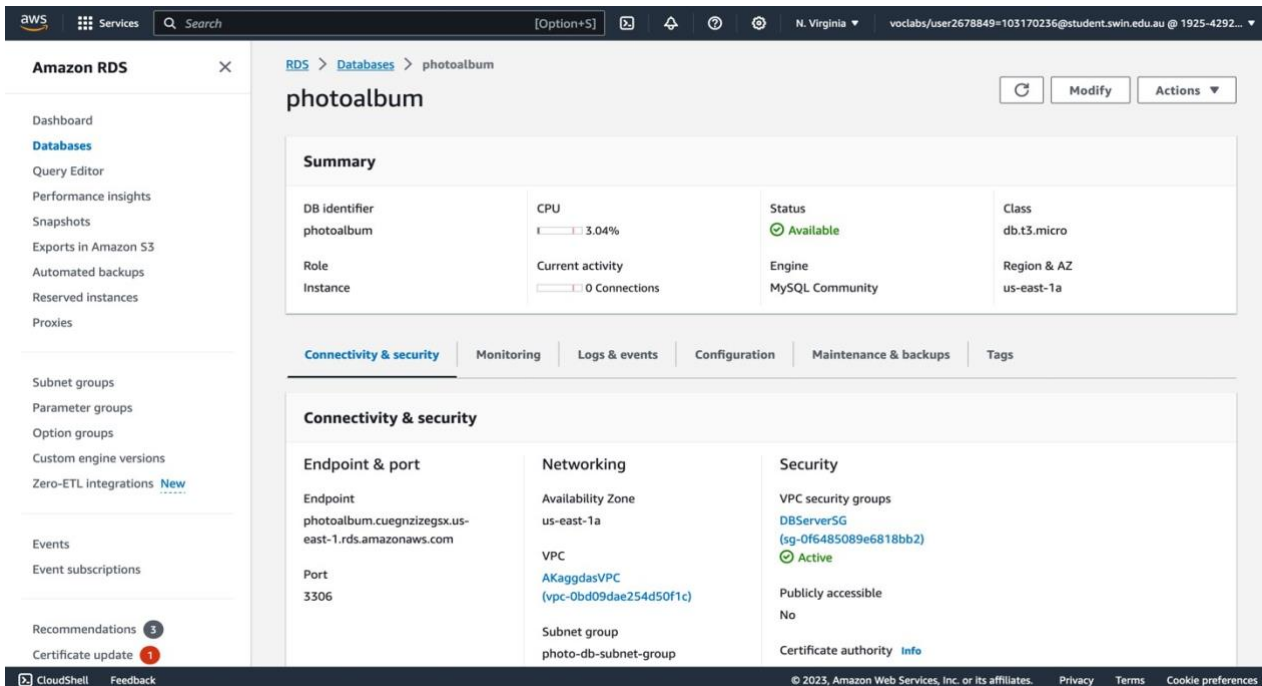 aws Services Search [Option+S] N. Virginia voclabs/user2678849=103170236@student.swin.edu.au @ 1925-4292...
Amazon RDS
Dashboard
Databases
Query Editor
Performance insights
Snapshots
Exports in Amazon S3
Automated backups
Reserved instances
Proxies
Subnet groups
Parameter groups
Option groups
Custom engine versions
Zero-ETL integrations New
Events
Event subscriptions
Recommendations 3
Certificate update 1
RDS > Databases > photoalbum
photoalbum
Modify
Actions
Summary
DB identifier
photoalbum
CPU
3.04%
Status
Available
Class
db.t3.micro
Role
Instance
Current activity
0 Connections
Engine
MySQL Community
Region & AZ
us-east-1a
Connectivity & security Monitoring Logs & events Configuration Maintenance & backups Tags
Connectivity & security
Endpoint & port
Endpoint
photoalbum.cuegnzizegsx.us-
east-1.rds.amazonaws.com
Port
3306
Networking
Availability Zone
us-east-1a
VPC
AKaggdasVPC
(vpc-0bd09dae254d50f1c)
Subnet group
photo-db-subnet-group
Security
VPC security groups
DBServerSG
(sg-0f6485089e6818bb2)
Active
Publicly accessible
No
Certificate authority Info
CloudShell Feedback © 2023, Amazon Web Services, Inc. or its affiliates. Privacy Terms Cookie preferences